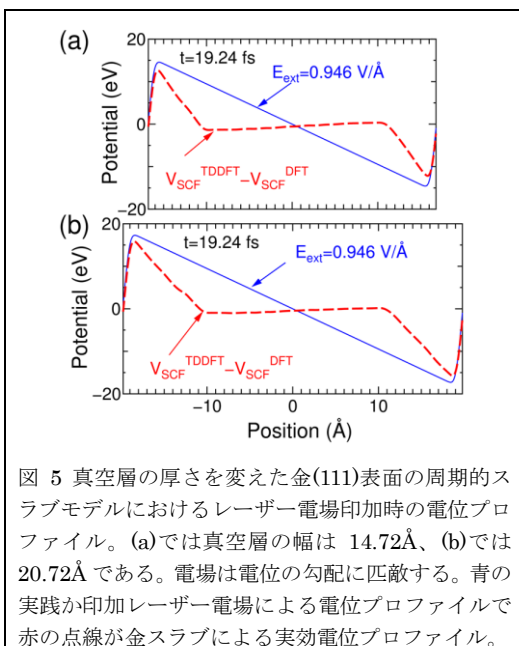 (a)
20
t=19.24 fs
E_ext=0.946 V/Å
0
Potential (eV)
V_SCF^TDDFT−V_SCF^DFT
−20
(b)
20
t=19.24 fs
E_ext=0.946 V/Å
0
Potential (eV)
V_SCF^TDDFT−V_SCF^DFT
−20
−10 0 10
Position (Å)
図 5 真空層の厚さを変えた金(111)表面の周期的ス
ラブモデルにおけるレーザー電場印加時の電位プロ
ファイル。(a)では真空層の幅は 14.72Å、(b)では
20.72Å である。電場は電位の勾配に匹敵する。青の
実践か印加レーザー電場による電位プロファイルで
赤の点線が金スラブによる実効電位プロファイル。